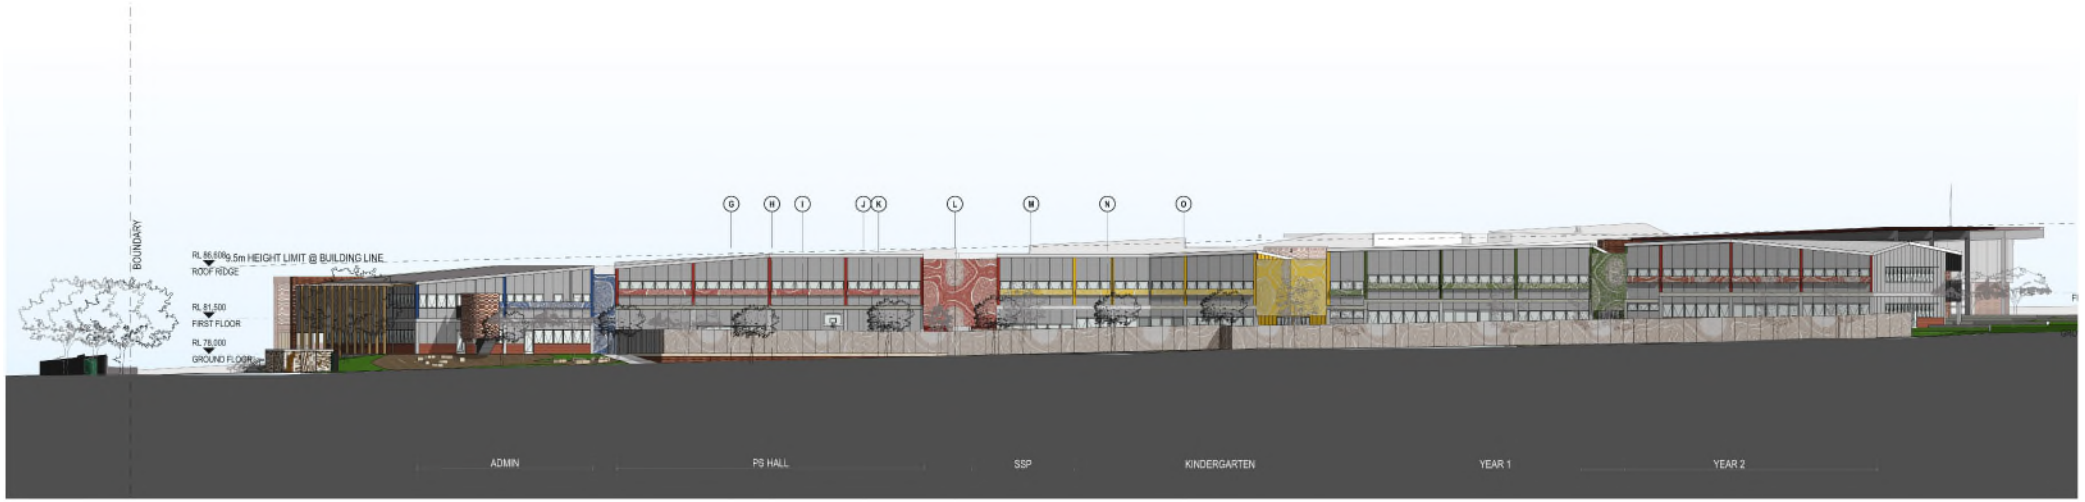 BOUNDARY
G H I J K L M N O
RL 86,608 9.5m HEIGHT LIMIT @ BUILDING LINE
ROOF RIDGE
RL 81,500
FIRST FLOOR
RL 78,000
GROUND FLOOR
ADMIN PS HALL SSP KINDERGARTEN YEAR 1 YEAR 2